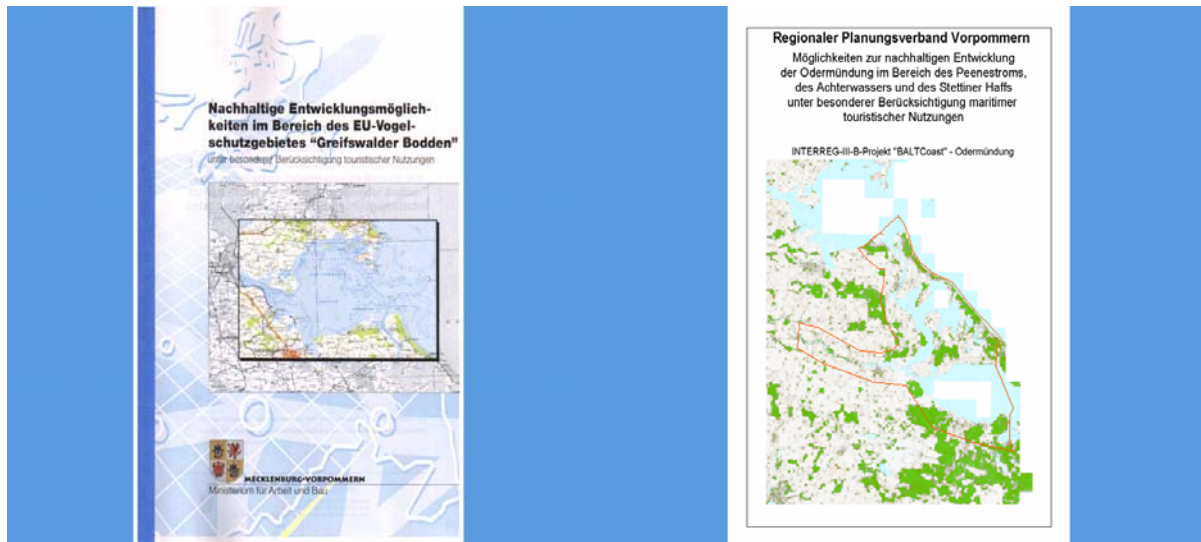 Nachhaltige Entwicklungsmöglich-
keiten im Bereich des EU-Vogel-
schutzgebietes "Greifswalder Bodden"
unter besonderer Berücksichtigung touristischer Nutzungen
MECKLENBURG-VORPOMMERN
Ministerium für Arbeit und Bau
Regionaler Planungsverband Vorpommern
Möglichkeiten zur nachhaltigen Entwicklung
der Odermündung im Bereich des Peenestroms,
des Achterwassers und des Stettiner Haffs
unter besonderer Berücksichtigung maritimer
touristischer Nutzungen
INTERREG-III-B-Projekt "BALTCoast" - Odermündung